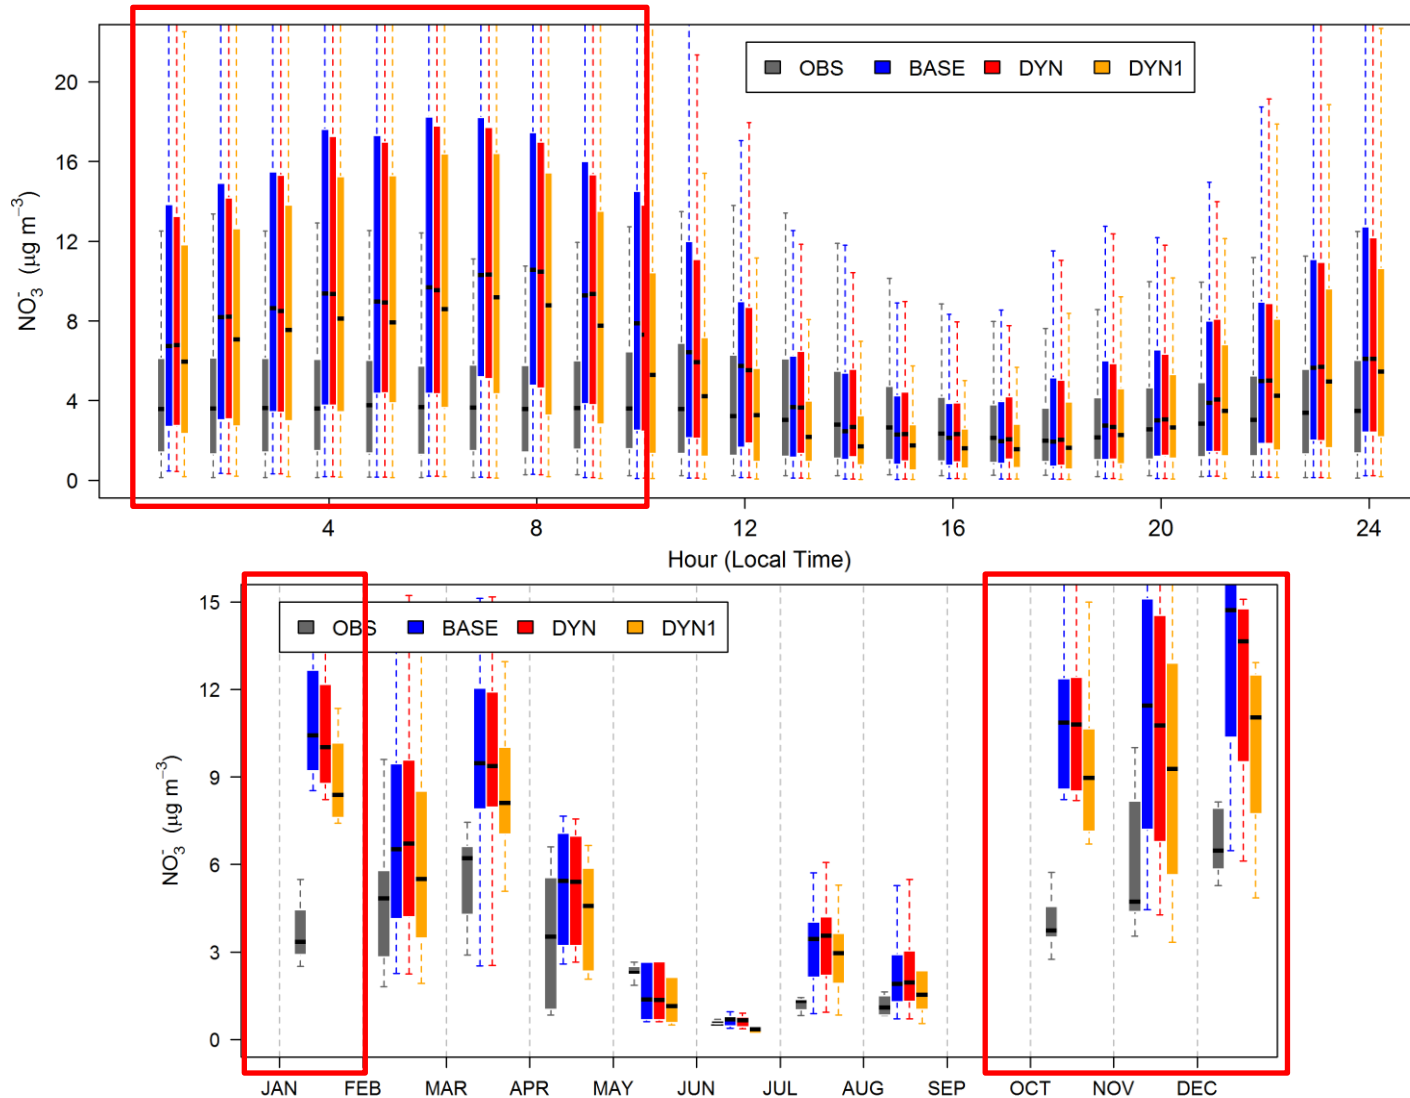 OBS BASE DYN DYN1
20
16
12
8
4
0
NO₃⁻ (μg m⁻³)
4 8 12 16 20 24
Hour (Local Time)
OBS BASE DYN DYN1
15
12
9
6
3
0
NO₃⁻ (μg m⁻³)
JAN FEB MAR APR MAY JUN JUL AUG SEP OCT NOV DEC